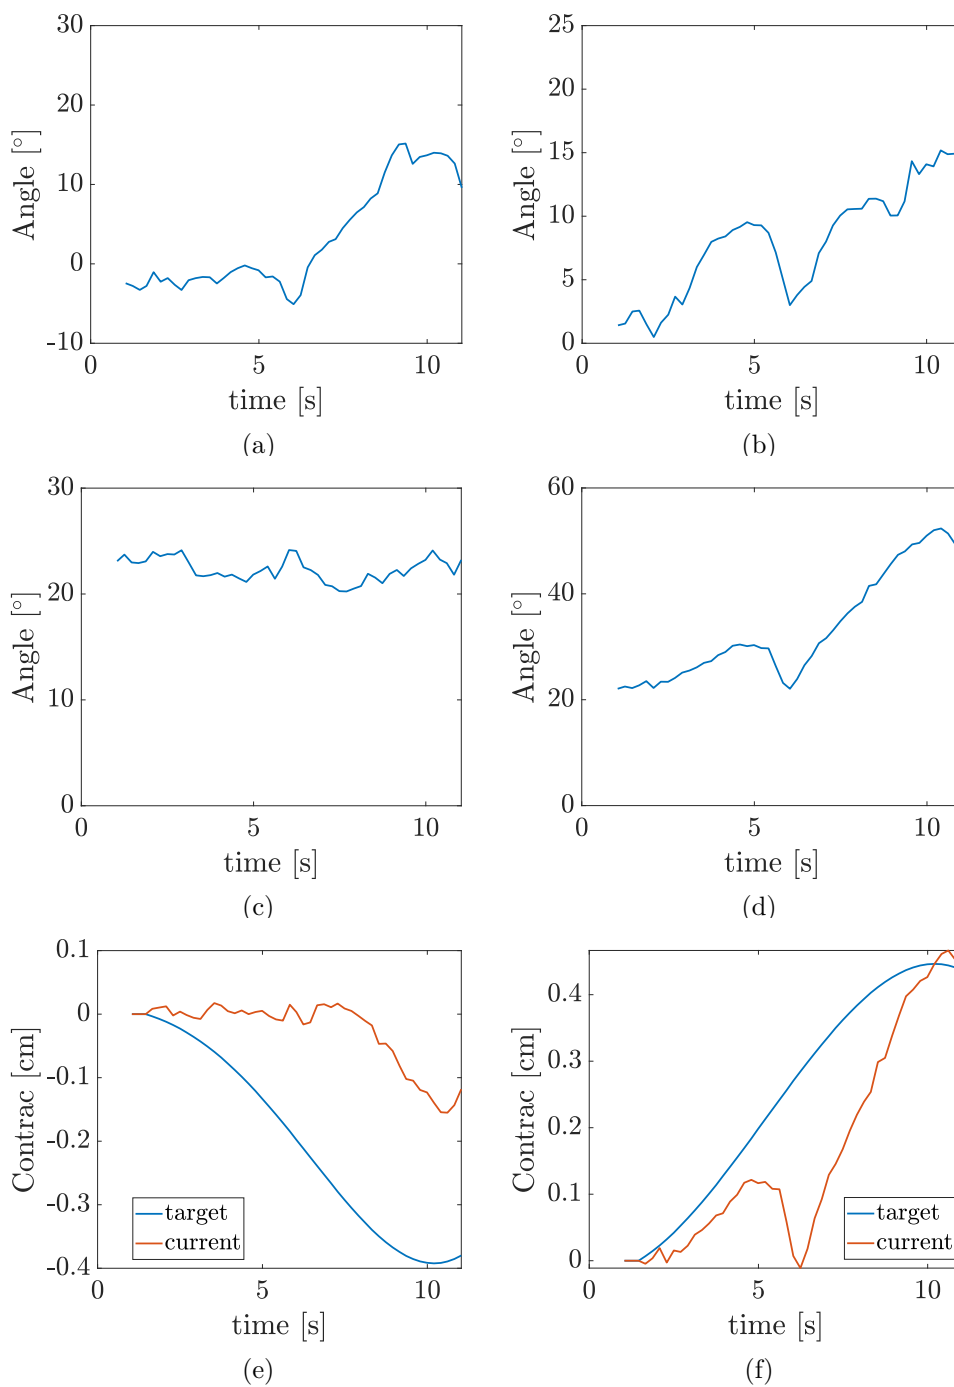 30
20
10
0
-10
Angle [°]
0 5 10
time [s]
(a)
25
20
15
10
5
0
Angle [°]
0 5 10
time [s]
(b)
30
20
10
0
Angle [°]
0 5 10
time [s]
(c)
60
40
20
0
Angle [°]
0 5 10
time [s]
(d)
0.1
0
-0.1
-0.2
-0.3
-0.4
Contrac [cm]
target
current
0 5 10
time [s]
(e)
0.4
0.3
0.2
0.1
0
Contrac [cm]
target
current
0 5 10
time [s]
(f)